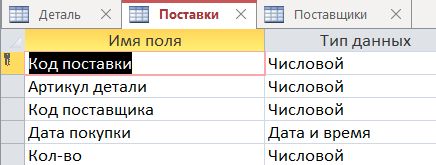 Деталь Поставки Поставщики
Имя поля Тип данных
Код поставки Числовой
Артикул детали Числовой
Код поставщика Числовой
Дата покупки Дата и время
Кол-во Числовой